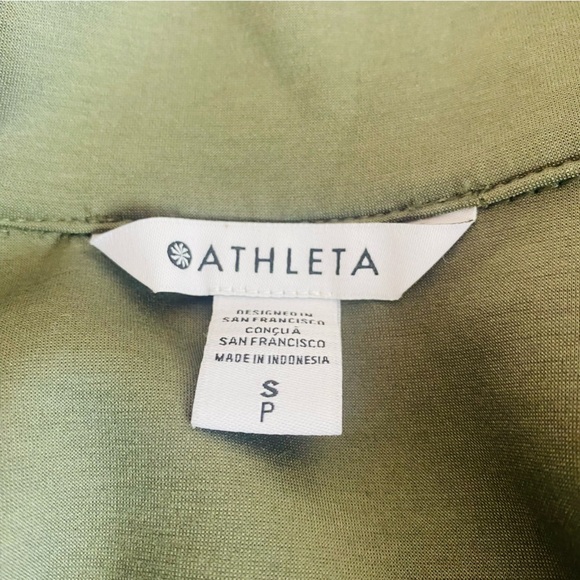 ATHLETA
DESIGNED IN
SAN FRANCISCO
CONÇU À
SAN FRANCISCO
MADE IN INDONESIA
S
P